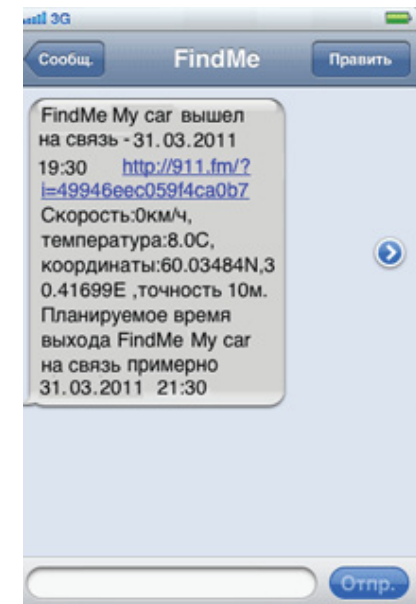 3G
Сообщ. FindMe Править
FindMe My car вышел
на связь - 31.03.2011
19:30 http://911.fm/?
i=49946eec059f4ca0b7
Скорость:0км/ч,
температура:8.0С,
координаты:60.03484N,3
0.41699E ,точность 10м.
Планируемое время
выхода FindMe My car
на связь примерно
31.03.2011 21:30
Отпр.